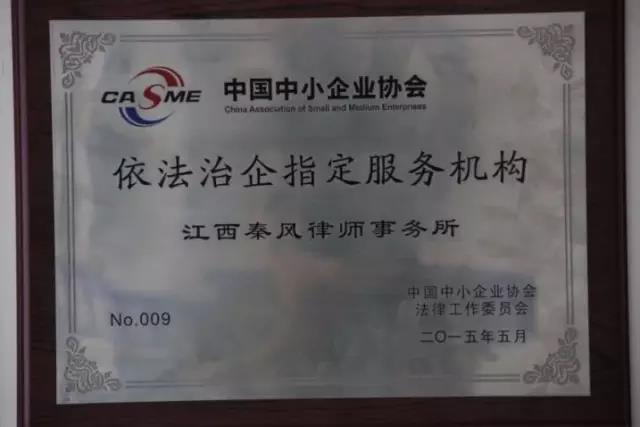 CASME
中国中小企业协会
China Association of Small and Medium Enterprises
依法治企指定服务机构
江西秦风律师事务所
中国中小企业协会
法律工作委员会
No.009
二〇一五年五月